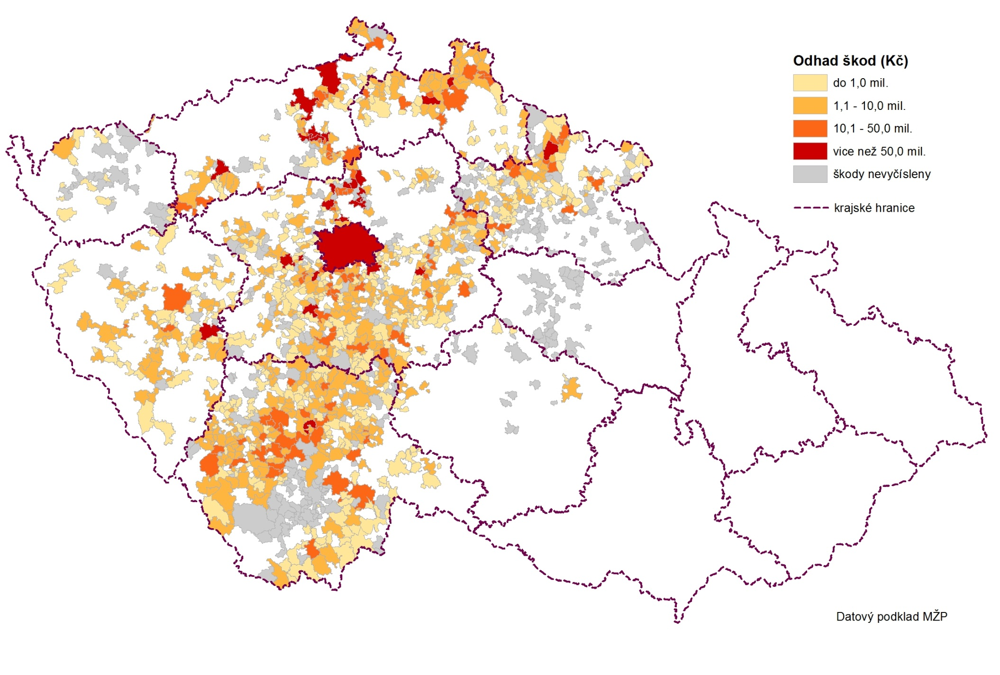 Odhad škod (Kč)
do 1,0 mil.
1,1 - 10,0 mil.
10,1 - 50,0 mil.
vice než 50,0 mil.
škody nevyčísleny
krajské hranice
Datový podklad MŽP